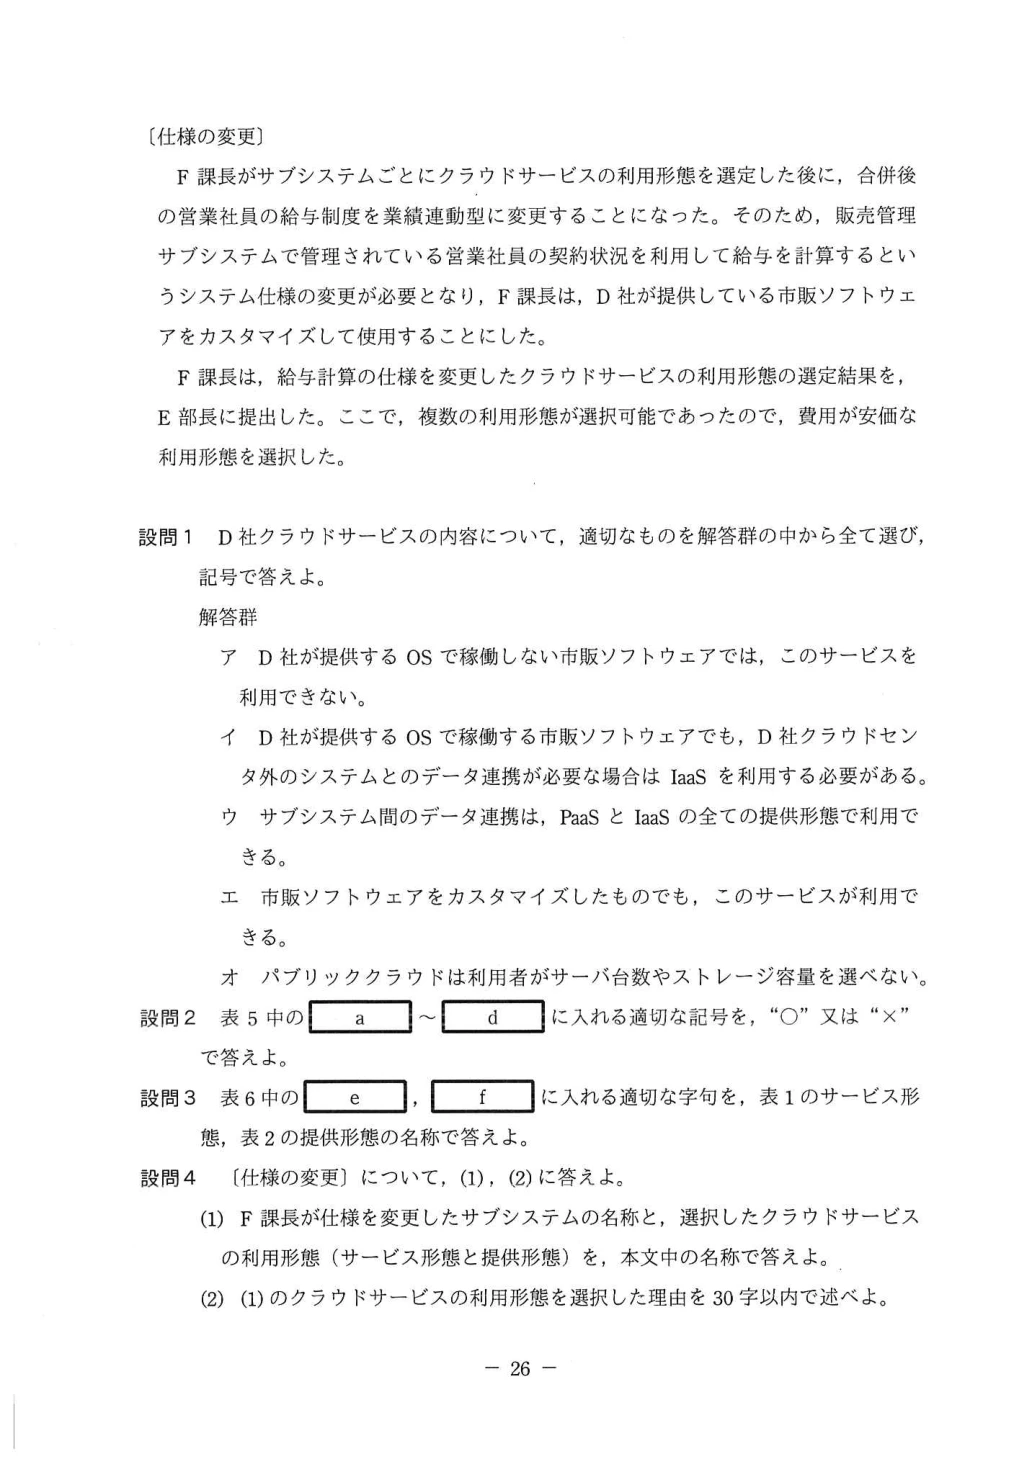 〔仕様の変更〕
F 課長がサブシステムごとにクラウドサービスの利用形態を選定した後に，合併後
の営業社員の給与制度を業績連動型に変更することになった。そのため，販売管理
サブシステムで管理されている営業社員の契約状況を利用して給与を計算するとい
うシステム仕様の変更が必要となり，F 課長は，D 社が提供している市販ソフトウェ
アをカスタマイズして使用することにした。
F 課長は，給与計算の仕様を変更したクラウドサービスの利用形態の選定結果を，
E 部長に提出した。ここで，複数の利用形態が選択可能であったので，費用が安価な
利用形態を選択した。
設問1 D 社クラウドサービスの内容について，適切なものを解答群の中から全て選び，
記号で答えよ。
解答群
ア D 社が提供する OS で稼働しない市販ソフトウェアでは，このサービスを
利用できない。
イ D 社が提供する OS で稼働する市販ソフトウェアでも，D 社クラウドセン
タ外のシステムとのデータ連携が必要な場合は IaaS を利用する必要がある。
ウ サブシステム間のデータ連携は，PaaS と IaaS の全ての提供形態で利用で
きる。
エ 市販ソフトウェアをカスタマイズしたものでも，このサービスが利用で
きる。
オ パブリッククラウドは利用者がサーバ台数やストレージ容量を選べない。
設問2 表 5 中の a ～ d に入れる適切な記号を，“○” 又は “×”
で答えよ。
設問3 表 6 中の e ， f に入れる適切な字句を，表 1 のサービス形
態，表 2 の提供形態の名称で答えよ。
設問4 〔仕様の変更〕について，(1)，(2) に答えよ。
(1) F 課長が仕様を変更したサブシステムの名称と，選択したクラウドサービス
の利用形態（サービス形態と提供形態）を，本文中の名称で答えよ。
(2) (1) のクラウドサービスの利用形態を選択した理由を 30 字以内で述べよ。
－ 26 －